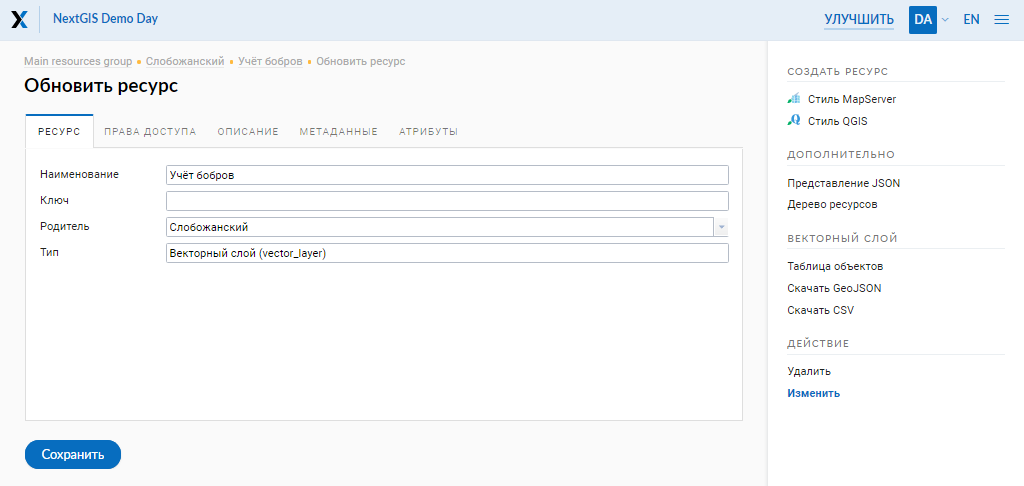 NextGIS Demo Day
УЛУЧШИТЬ DA EN
Main resources group • Слобожанский • Учёт бобров • Обновить ресурс
Обновить ресурс
РЕСУРС ПРАВА ДОСТУПА ОПИСАНИЕ МЕТАДАННЫЕ АТРИБУТЫ
Наименование Учёт бобров
Ключ
Родитель Слобожанский
Тип Векторный слой (vector_layer)
Сохранить
СОЗДАТЬ РЕСУРС
Стиль MapServer
Стиль QGIS
ДОПОЛНИТЕЛЬНО
Представление JSON
Дерево ресурсов
ВЕКТОРНЫЙ СЛОЙ
Таблица объектов
Скачать GeoJSON
Скачать CSV
ДЕЙСТВИЕ
Удалить
Изменить